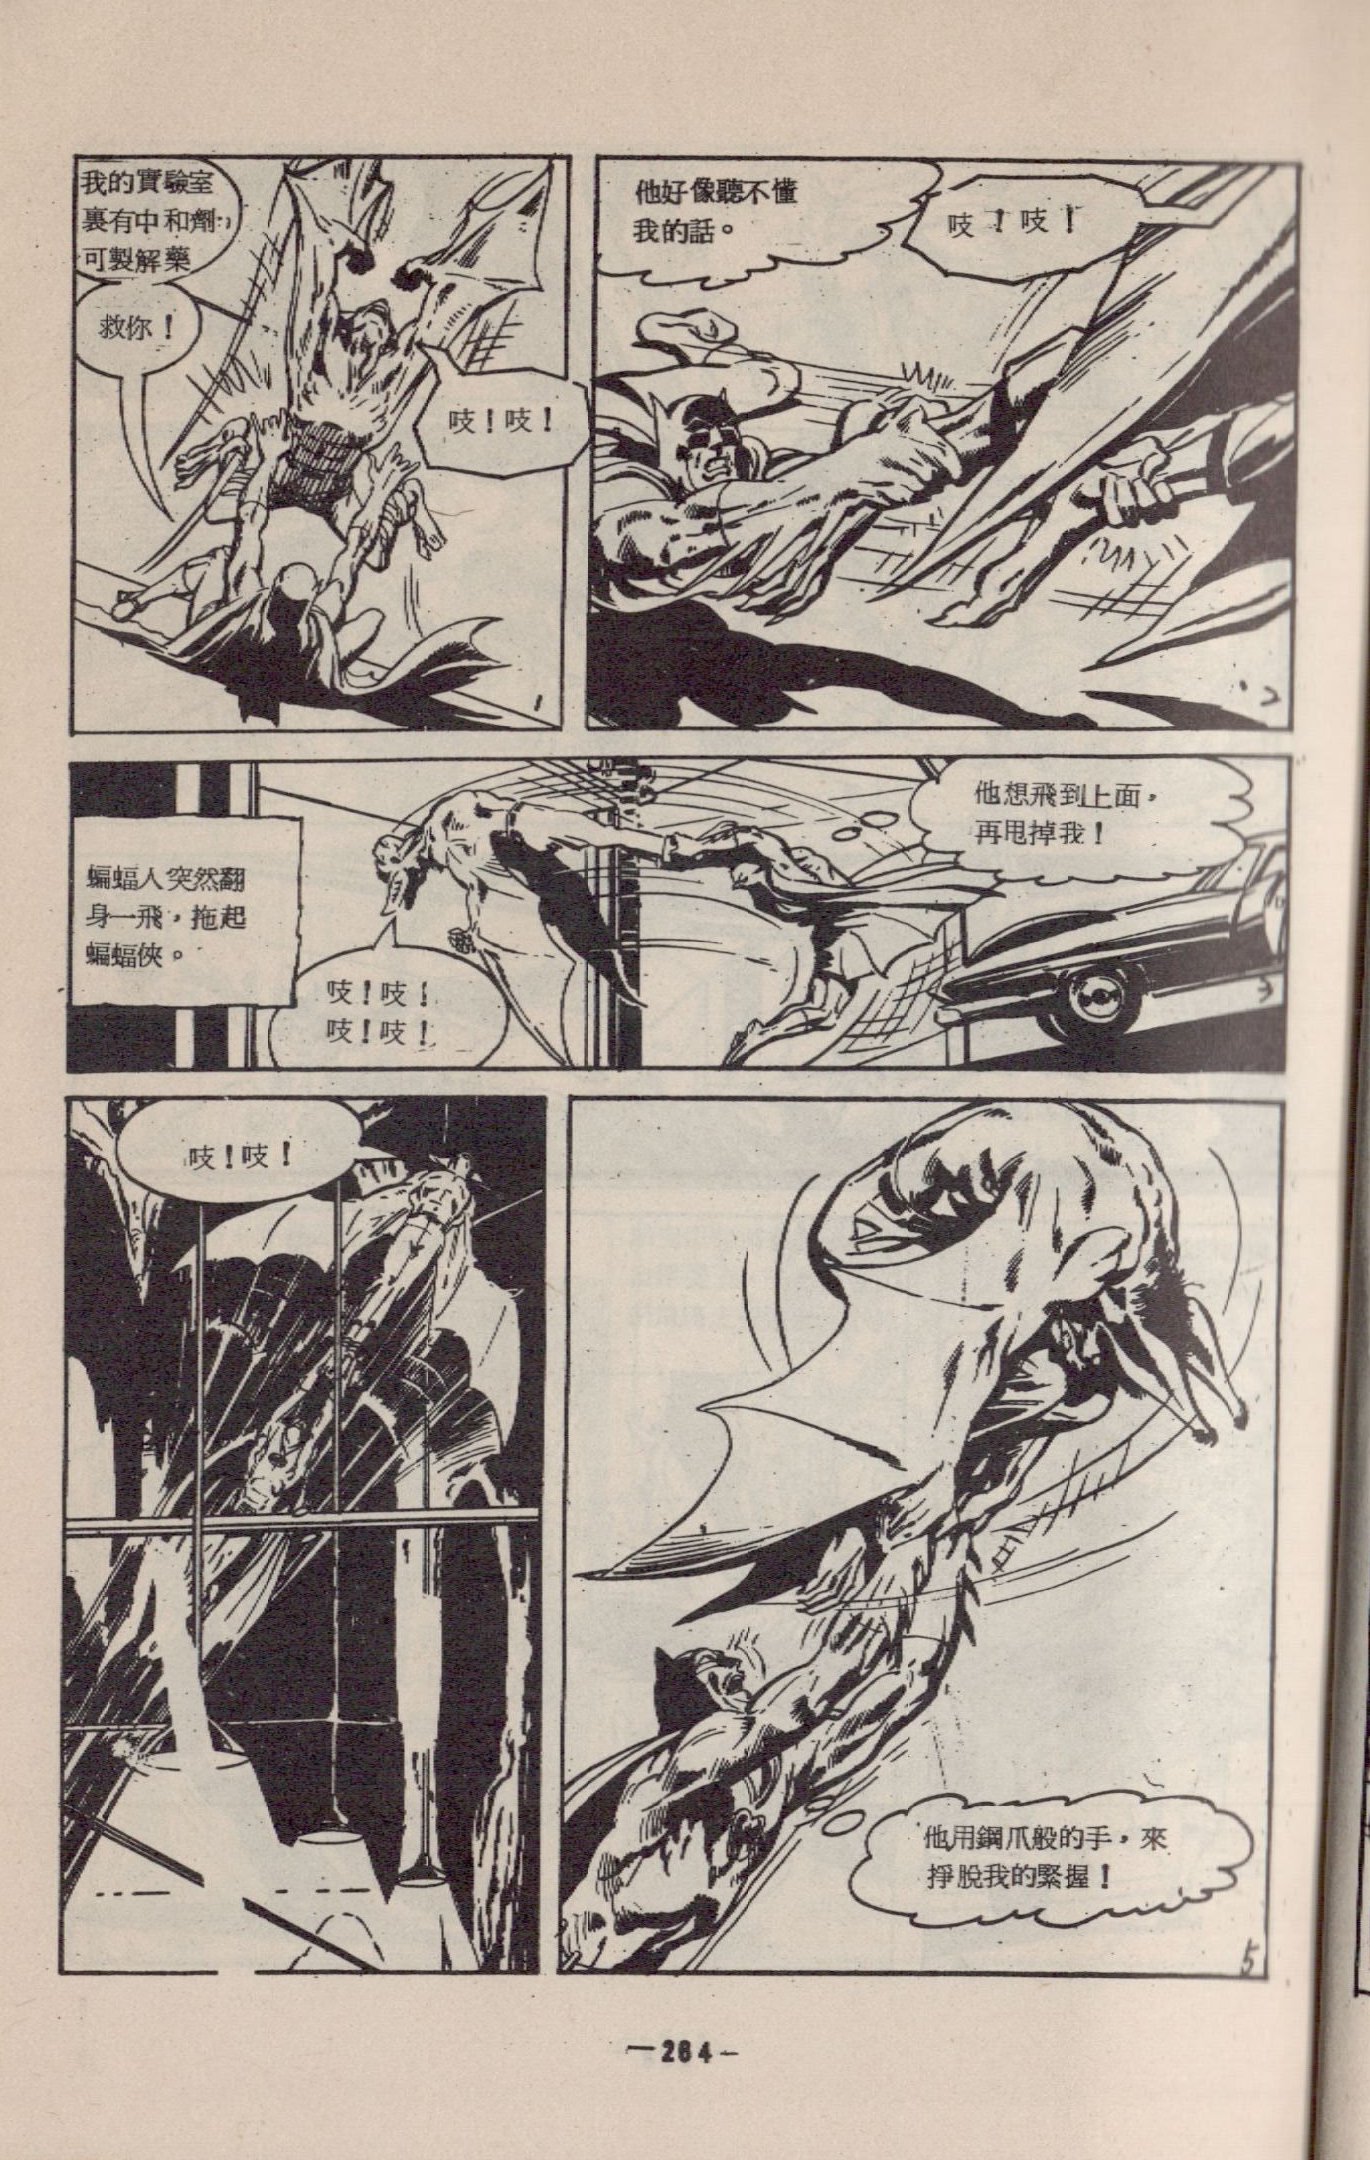 我的實驗室
裏有中和劑，
可製解藥
救你！
吱！吱！
1
他好像聽不懂
我的話。
吱！吱！
2
蝙蝠人突然翻
身一飛，拖起
蝙蝠俠。
吱！吱！
吱！吱！
他想飛到上面，
再甩掉我！
3
吱！吱！
他用鋼爪般的手，來
掙脫我的緊握！
5
—264—